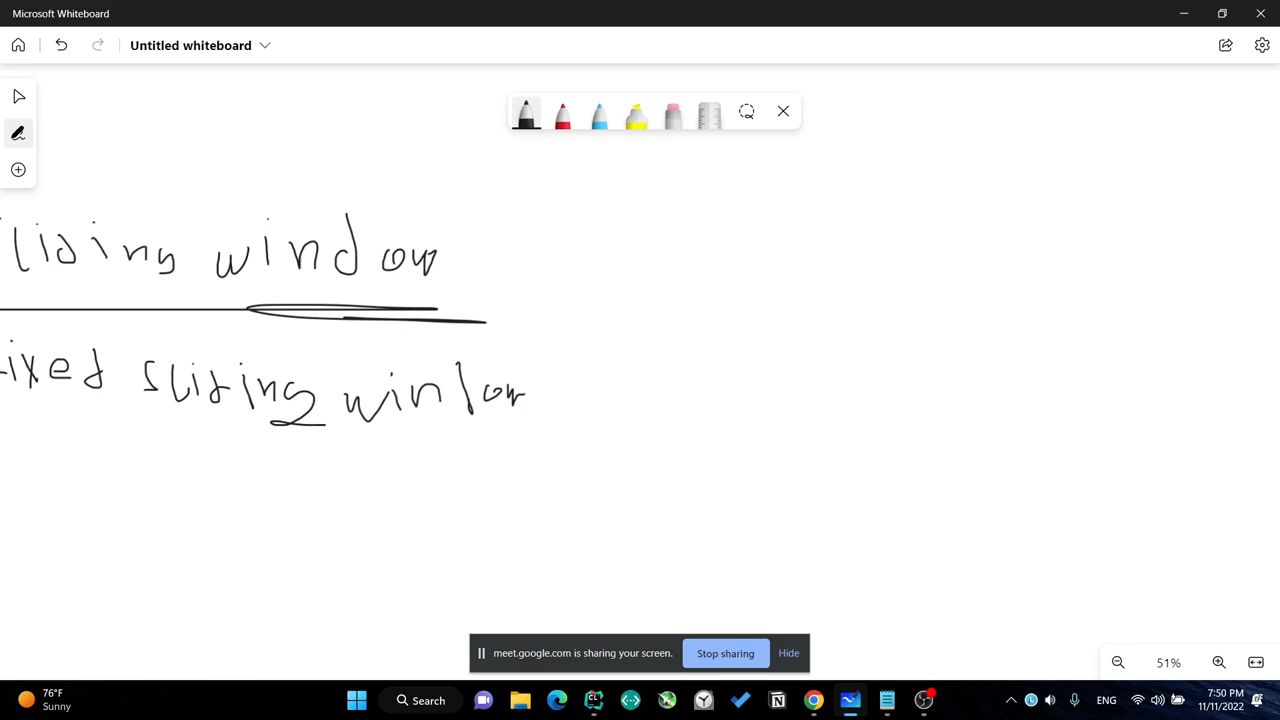 Microsoft Whiteboard
Untitled whiteboard
liding window
ixed sliding window
meet.google.com is sharing your screen. Stop sharing Hide
51%
76°F
Sunny
Search
ENG
7:50 PM
11/11/2022